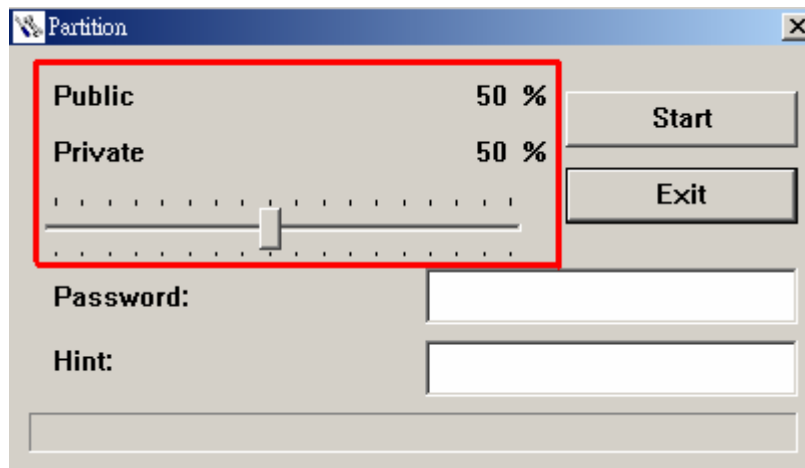 Partition
Public 50 %
Private 50 %
Start
Exit
Password:
Hint: